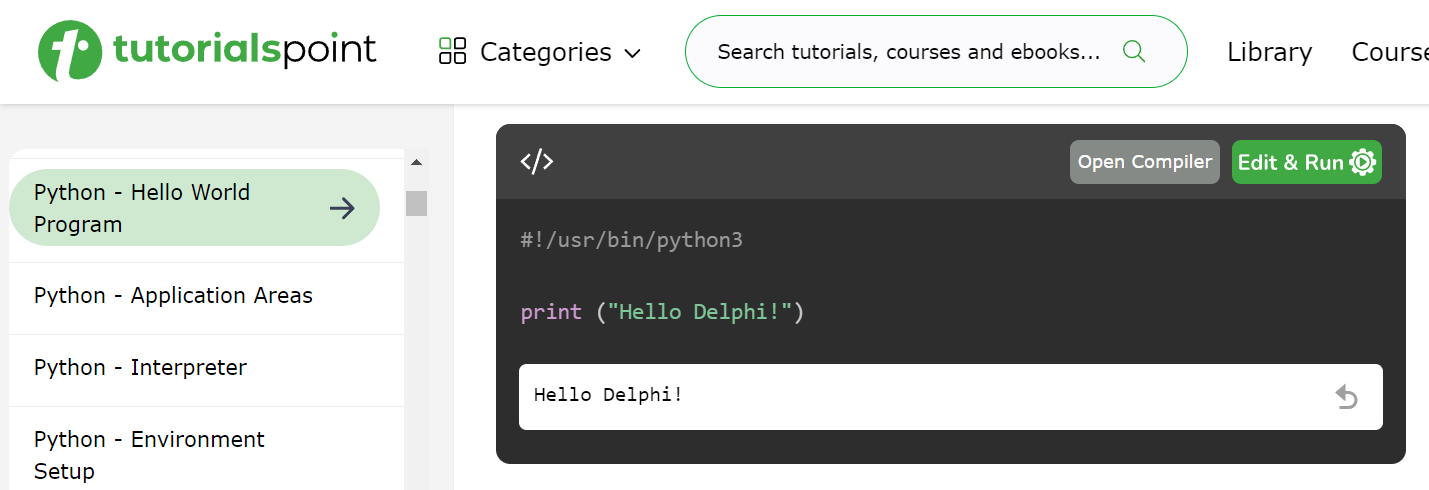 tutorialspoint
Categories
Search tutorials, courses and ebooks...
Library
Course
Python - Hello World
Program
Python - Application Areas
Python - Interpreter
Python - Environment
Setup
</>
Open Compiler
Edit & Run
#!/usr/bin/python3
print ("Hello Delphi!")
Hello Delphi!